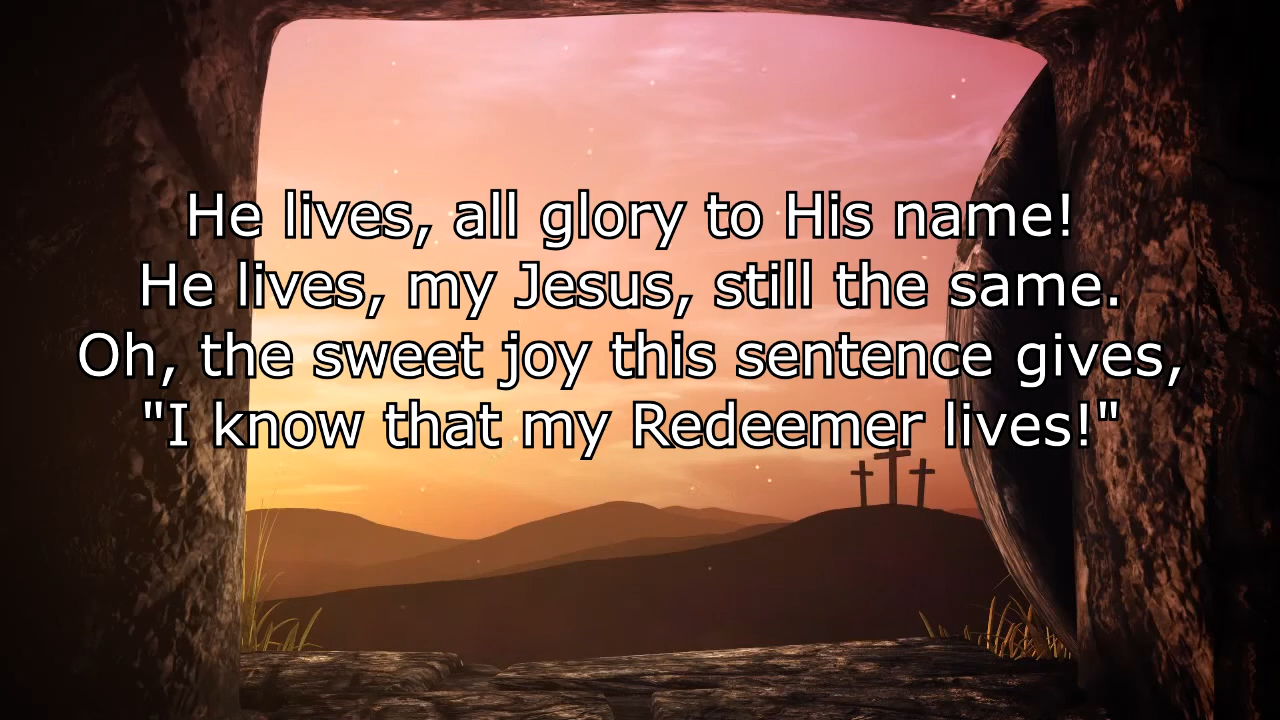 He lives, all glory to His name!
He lives, my Jesus, still the same.
Oh, the sweet joy this sentence gives,
"I know that my Redeemer lives!"